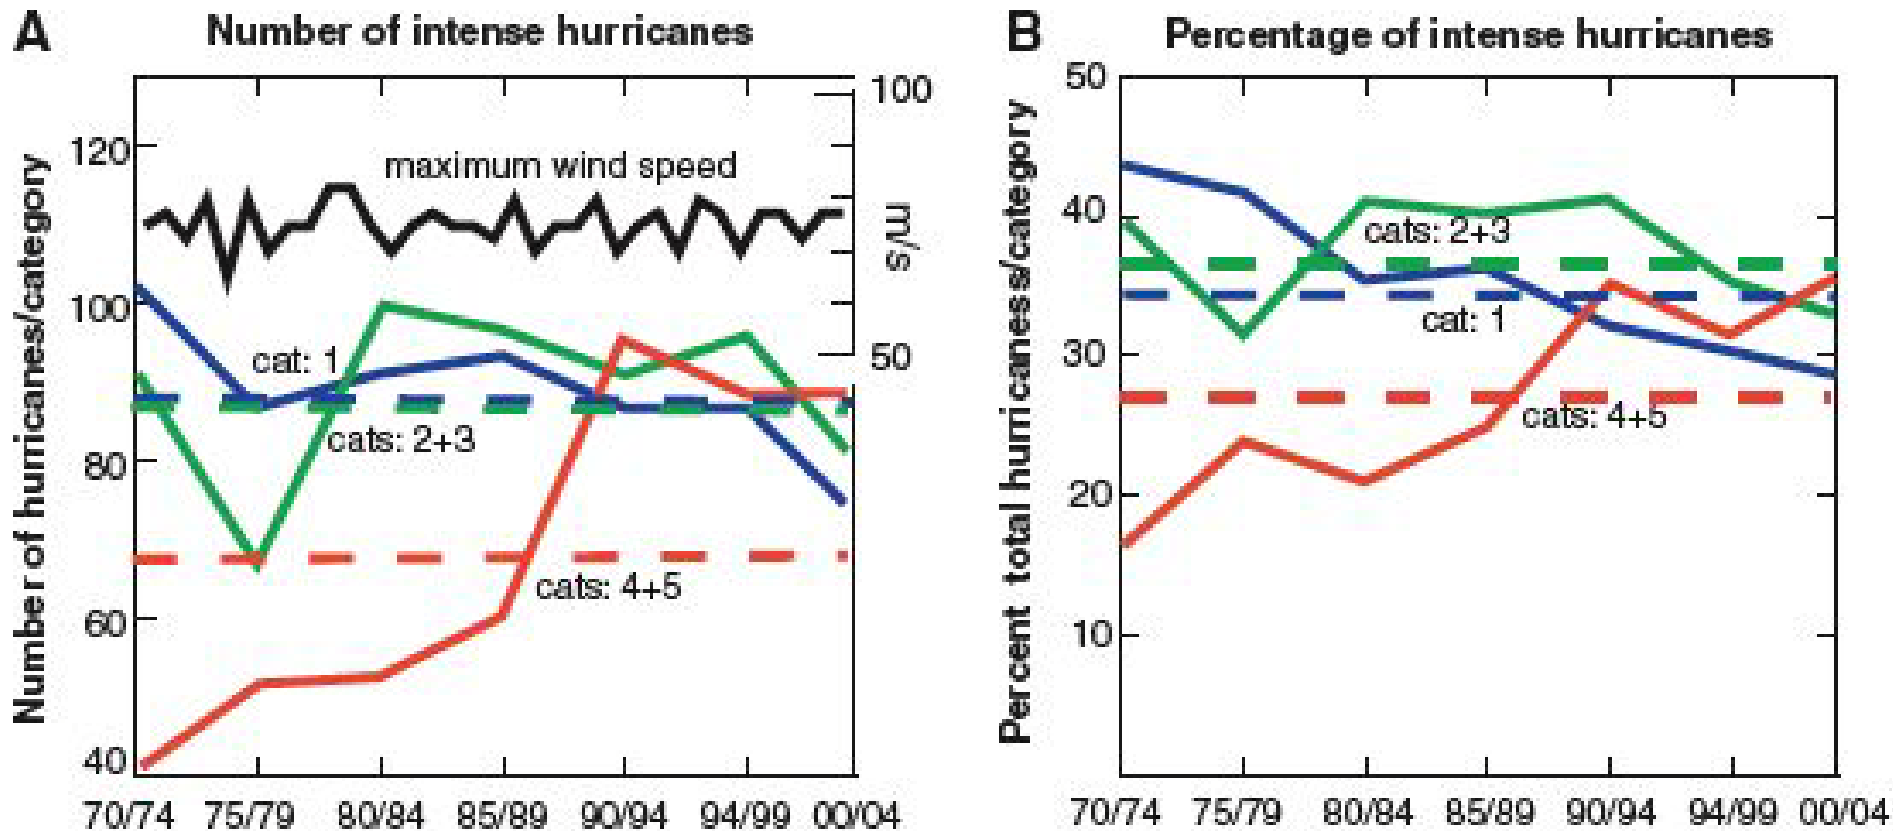 A
Number of intense hurricanes
Number of hurricanes/category
120
100
80
60
40
100
50
m/s
maximum wind speed
cat: 1
cats: 2+3
cats: 4+5
70/74 75/79 80/84 85/89 90/94 94/99 00/04
B
Percentage of intense hurricanes
Percent total hurricanes/category
50
40
30
20
10
cats: 2+3
cat: 1
cats: 4+5
70/74 75/79 80/84 85/89 90/94 94/99 00/04